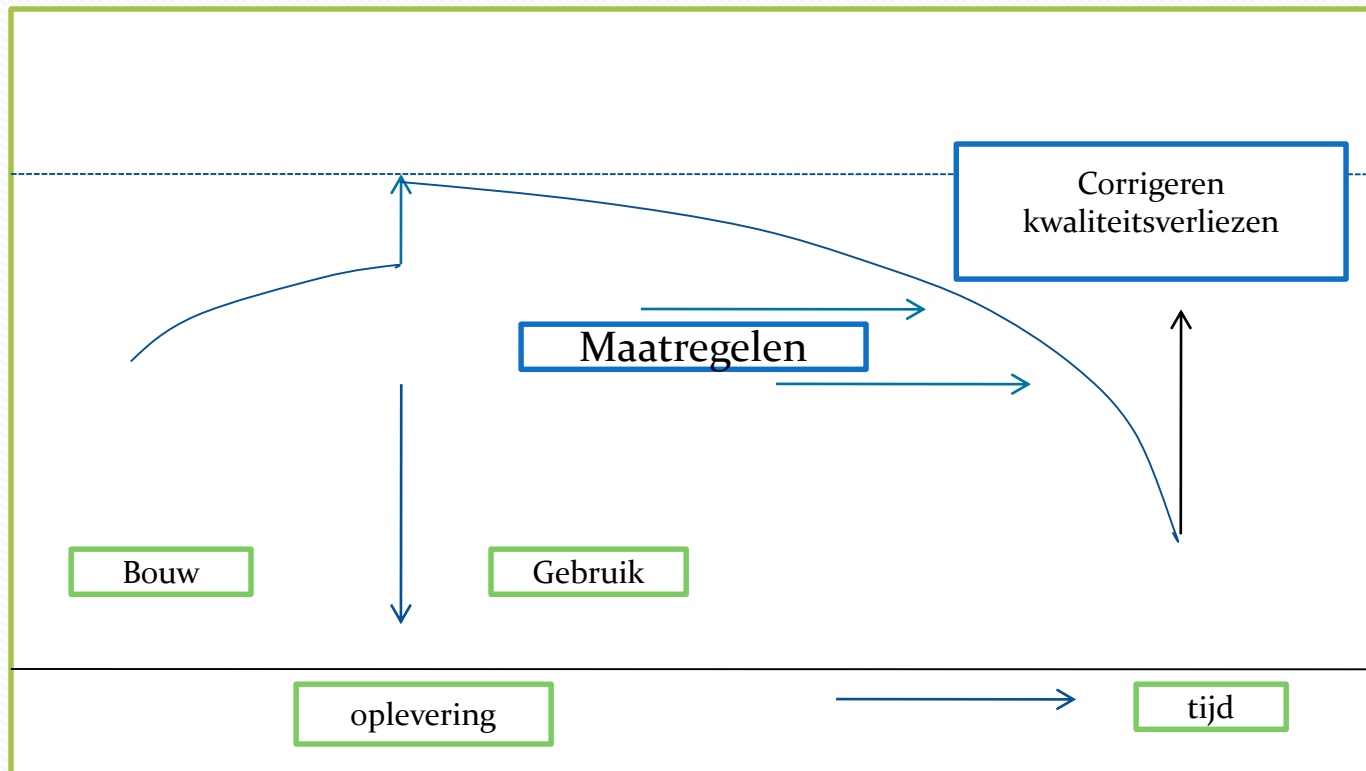 Corrigeren
kwaliteitsverliezen
Maatregelen
Bouw
Gebruik
oplevering
tijd